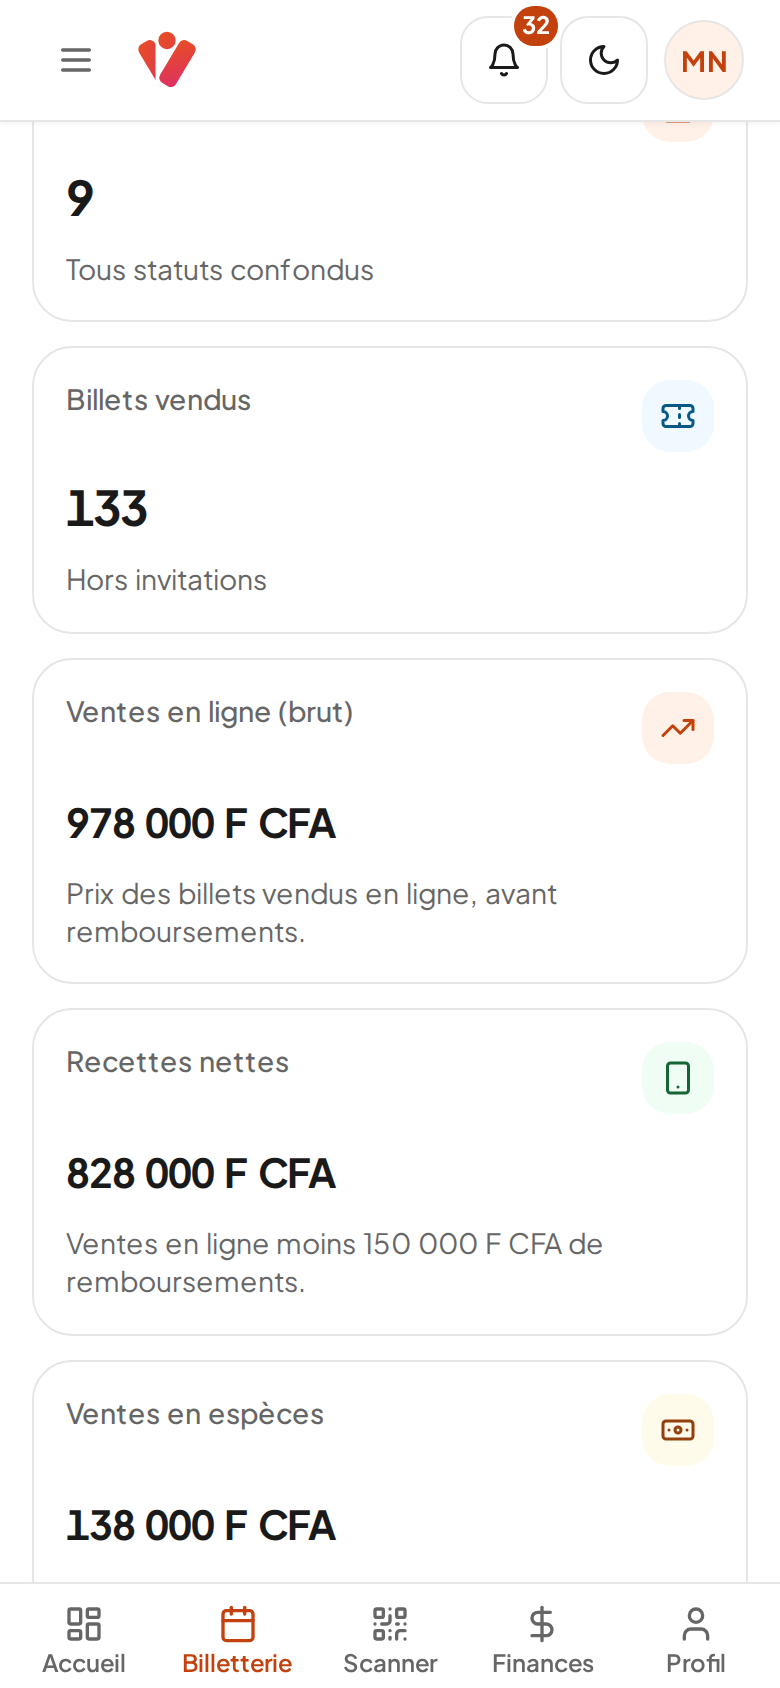 32
MN
9
Tous statuts confondus
Billets vendus
133
Hors invitations
Ventes en ligne (brut)
978 000 F CFA
Prix des billets vendus en ligne, avant
remboursements.
Recettes nettes
828 000 F CFA
Ventes en ligne moins 150 000 F CFA de
remboursements.
Ventes en espèces
138 000 F CFA
Accueil
Billetterie
Scanner
Finances
Profil